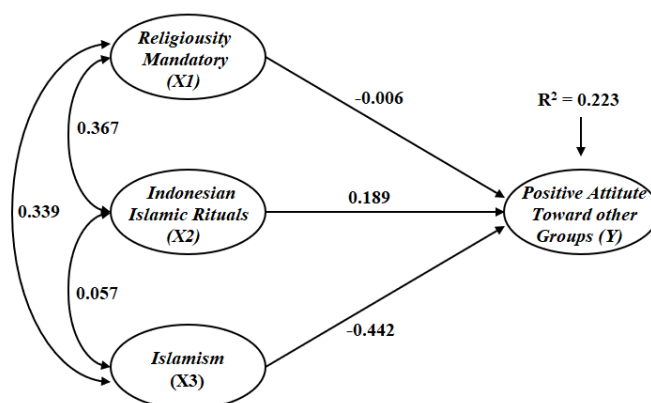 Religiousity
Mandatory
(X1)
-0.006
R² = 0.223
0.367
Indonesian
Islamic Rituals
(X2)
0.189
Positive Attitute
Toward other
Groups (Y)
0.339
0.057
-0.442
Islamism
(X3)